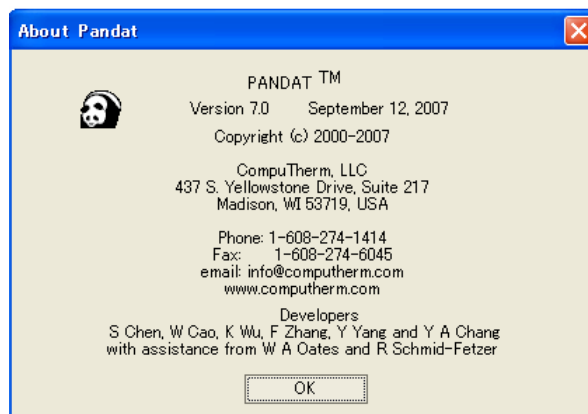 About Pandat
PANDAT TM
Version 7.0 September 12, 2007
Copyright (c) 2000-2007
CompuTherm, LLC
437 S. Yellowstone Drive, Suite 217
Madison, WI 53719, USA
Phone: 1-608-274-1414
Fax: 1-608-274-6045
email: info@computherm.com
www.computherm.com
Developers
S Chen, W Cao, K Wu, F Zhang, Y Yang and Y A Chang
with assistance from W A Oates and R Schmid-Fetzer
OK